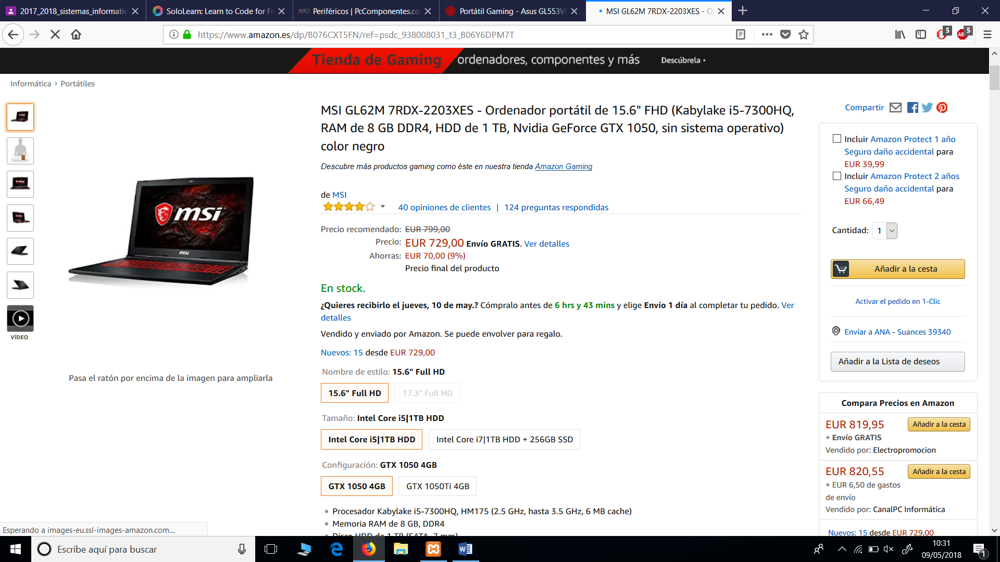 2017_2018_sistemas_informatic
SoloLearn: Learn to Code for Fr
Periféricos | PcComponentes.co
Portátil Gaming - Asus GL553V
MSI GL62M 7RDX-2203XES - O
https://www.amazon.es/dp/B076CXT5FN/ref=psdc_938008031_t3_B06Y6DPM7T
5
ABP 5
Tienda de Gaming ordenadores, componentes y más Descúbrela
Informática › Portátiles
MSI GL62M 7RDX-2203XES - Ordenador portátil de 15.6" FHD (Kabylake i5-7300HQ,
RAM de 8 GB DDR4, HDD de 1 TB, Nvidia GeForce GTX 1050, sin sistema operativo)
color negro
Descubre más productos gaming como éste en nuestra tienda Amazon Gaming
de MSI
40 opiniones de clientes | 124 preguntas respondidas
Precio recomendado: EUR 799,00
Precio: EUR 729,00 Envío GRATIS. Ver detalles
Ahorras: EUR 70,00 (9%)
Precio final del producto
En stock.
¿Quieres recibirlo el jueves, 10 de may.? Cómpralo antes de 6 hrs y 43 mins y elige Envío 1 día al completar tu pedido. Ver
detalles
Vendido y enviado por Amazon. Se puede envolver para regalo.
Nuevos: 15 desde EUR 729,00
Nombre de estilo: 15.6" Full HD
15.6" Full HD
17.3" Full HD
Tamaño: Intel Core i5|1TB HDD
Intel Core i5|1TB HDD
Intel Core i7|1TB HDD + 256GB SSD
Configuración: GTX 1050 4GB
GTX 1050 4GB
GTX 1050Ti 4GB
Procesador Kabylake i5-7300HQ, HM175 (2.5 GHz, hasta 3.5 GHz, 6 MB cache)
Memoria RAM de 8 GB, DDR4
Disco HDD de 1 TB (SATA, 7 mm)
msi
msi
VÍDEO
Pasa el ratón por encima de la imagen para ampliarla
Compartir
Incluir Amazon Protect 1 año
Seguro daño accidental para
EUR 39,99
Incluir Amazon Protect 2 años
Seguro daño accidental para
EUR 66,49
Cantidad: 1
Añadir a la cesta
Activar el pedido en 1-Clic
Enviar a ANA - Suances 39340
Añadir a la Lista de deseos
Compara Precios en Amazon
EUR 819,95
Añadir a la cesta
+ Envío GRATIS
Vendido por: Electropromocion
EUR 820,55
Añadir a la cesta
+ EUR 6,50 de gastos
de envío
Vendido por: CanalPC Informática
Nuevos: 15 desde EUR 729,00
Esperando a images-eu.ssl-images-amazon.com...
Escribe aquí para buscar
10:31
09/05/2018
1